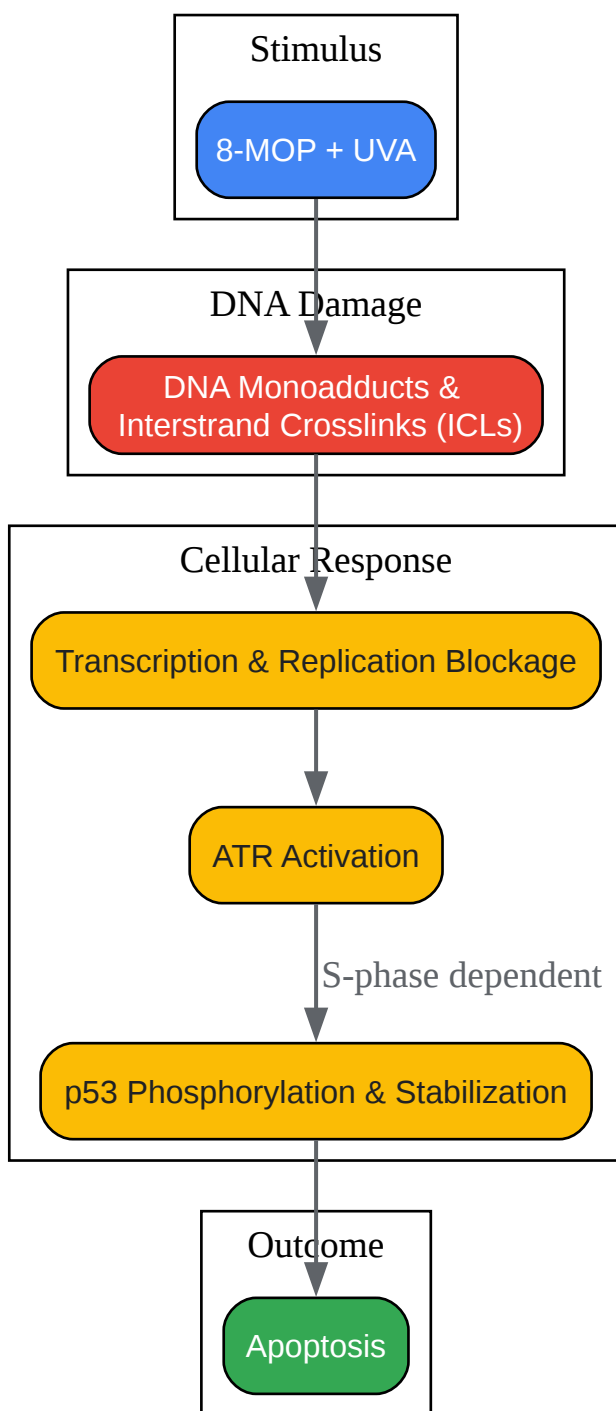 Stimulus
8-MOP + UVA
DNA Damage
DNA Monoadducts &
Interstrand Crosslinks (ICLs)
Cellular Response
Transcription & Replication Blockage
ATR Activation
S-phase dependent
p53 Phosphorylation & Stabilization
Outcome
Apoptosis